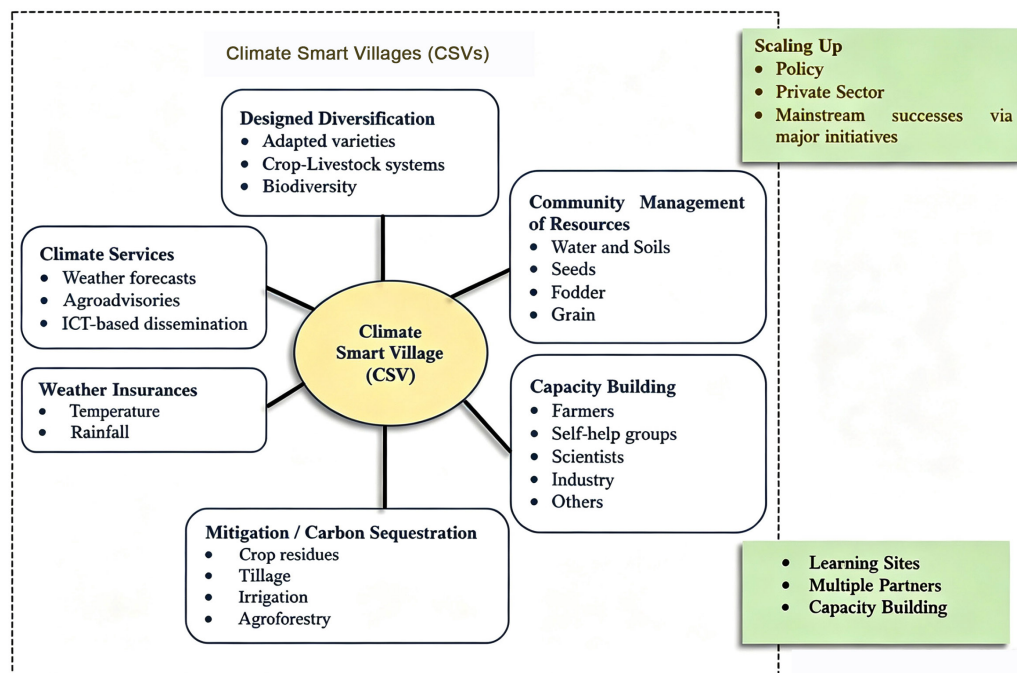 Climate Smart Villages (CSVs)
Scaling Up
• Policy
• Private Sector
• Mainstream successes via
major initiatives
Designed Diversification
• Adapted varieties
• Crop-Livestock systems
• Biodiversity
Community Management
of Resources
• Water and Soils
• Seeds
• Fodder
• Grain
Climate Services
• Weather forecasts
• Agroadvisories
• ICT-based dissemination
Climate
Smart Village
(CSV)
Weather Insurances
• Temperature
• Rainfall
Capacity Building
• Farmers
• Self-help groups
• Scientists
• Industry
• Others
Mitigation / Carbon Sequestration
• Crop residues
• Tillage
• Irrigation
• Agroforestry
• Learning Sites
• Multiple Partners
• Capacity Building